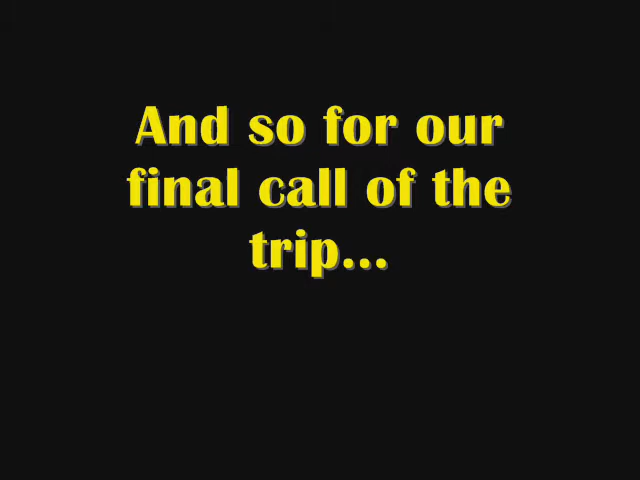 And so for our
final call of the
trip...